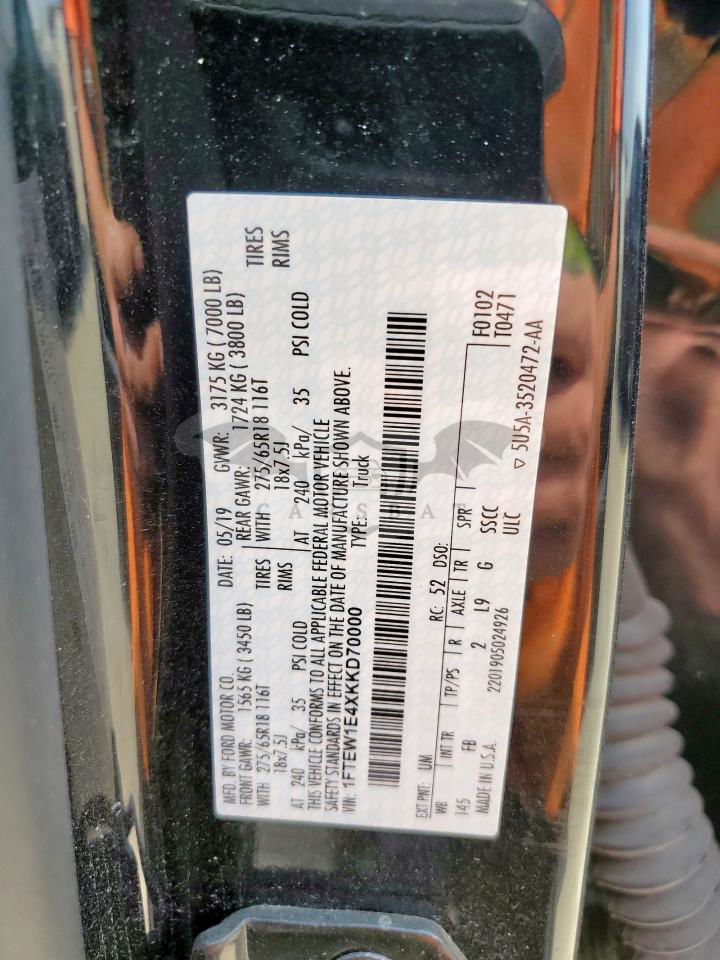 MFD. BY FORD MOTOR CO. DATE: 05/19 GVWR: 3175 KG ( 7000 LB)
FRONT GAWR: 1565 KG ( 3450 LB) REAR GAWR: 1724 KG ( 3800 LB)
WITH 275/65R18 116T TIRES WITH 275/65R18 116T TIRES
18x7.5J RIMS 18x7.5J RIMS
AT 240 kPa/ 35 PSI COLD AT 240 kPa/ 35 PSI COLD
THIS VEHICLE CONFORMS TO ALL APPLICABLE FEDERAL MOTOR VEHICLE
SAFETY STANDARDS IN EFFECT ON THE DATE OF MANUFACTURE SHOWN ABOVE.
VIN: 1FTEW1E4XKKD70000 TYPE: Truck
EXT PNT: UM RC: 52 DSO:
WB INT TR TP/PS R AXLE TR SPR F0102
145 FB 2 L9 G SSCC T0471
MADE IN U.S.A. 2201905024926 ULC ▽ 5U5A-3520472-AA